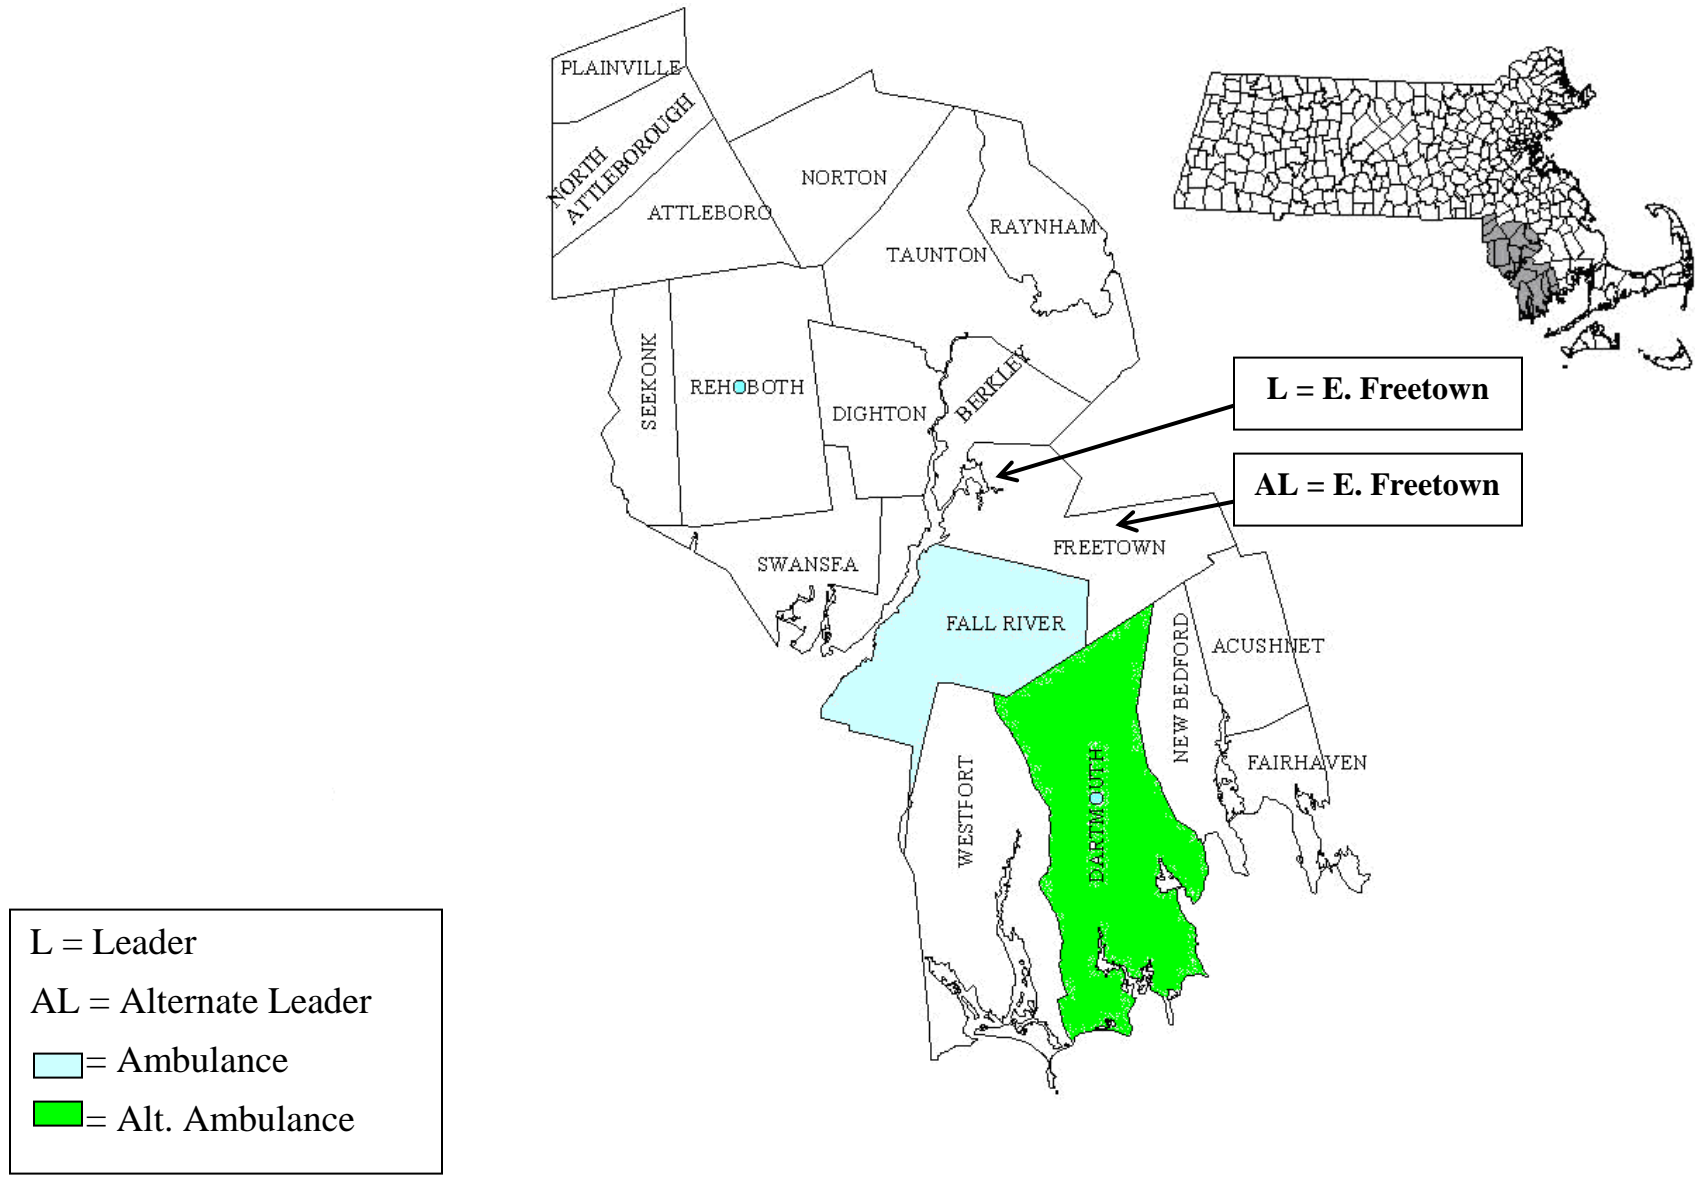 PLAINVILLE
NORTH
ATTLEBOROUGH
ATTLEBORO
NORTON
TAUNTON
RAYNHAM
SEEKONK
REHOBOTH
DIGHTON
BERKLEY
L = E. Freetown
AL = E. Freetown
FREETOWN
SWANSEA
FALL RIVER
NEW BEDFORD
ACUSHNET
FAIRHAVEN
WESTFORT
DARTMOUTH
L = Leader
AL = Alternate Leader
= Ambulance
= Alt. Ambulance